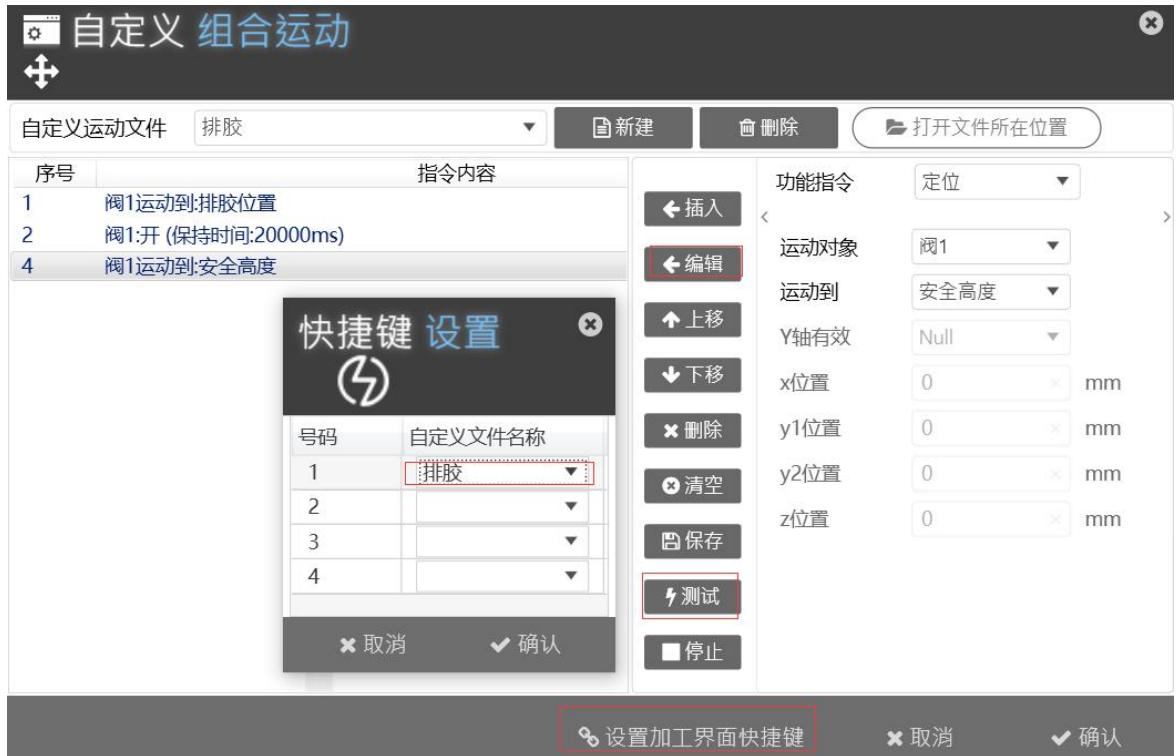 自定义 组合运动
自定义运动文件 排胶 新建 删除 打开文件所在位置
序号 指令内容
1 阀1运动到:排胶位置
2 阀1:开 (保持时间:20000ms)
4 阀1运动到:安全高度
快捷键 设置
号码 自定义文件名称
1 排胶
2
3
4
取消 确认
插入
编辑
上移
下移
删除
清空
保存
测试
停止
功能指令 定位
运动对象 阀1
运动到 安全高度
Y轴有效 Null
x位置 0 mm
y1位置 0 mm
y2位置 0 mm
z位置 0 mm
设置加工界面快捷键 取消 确认